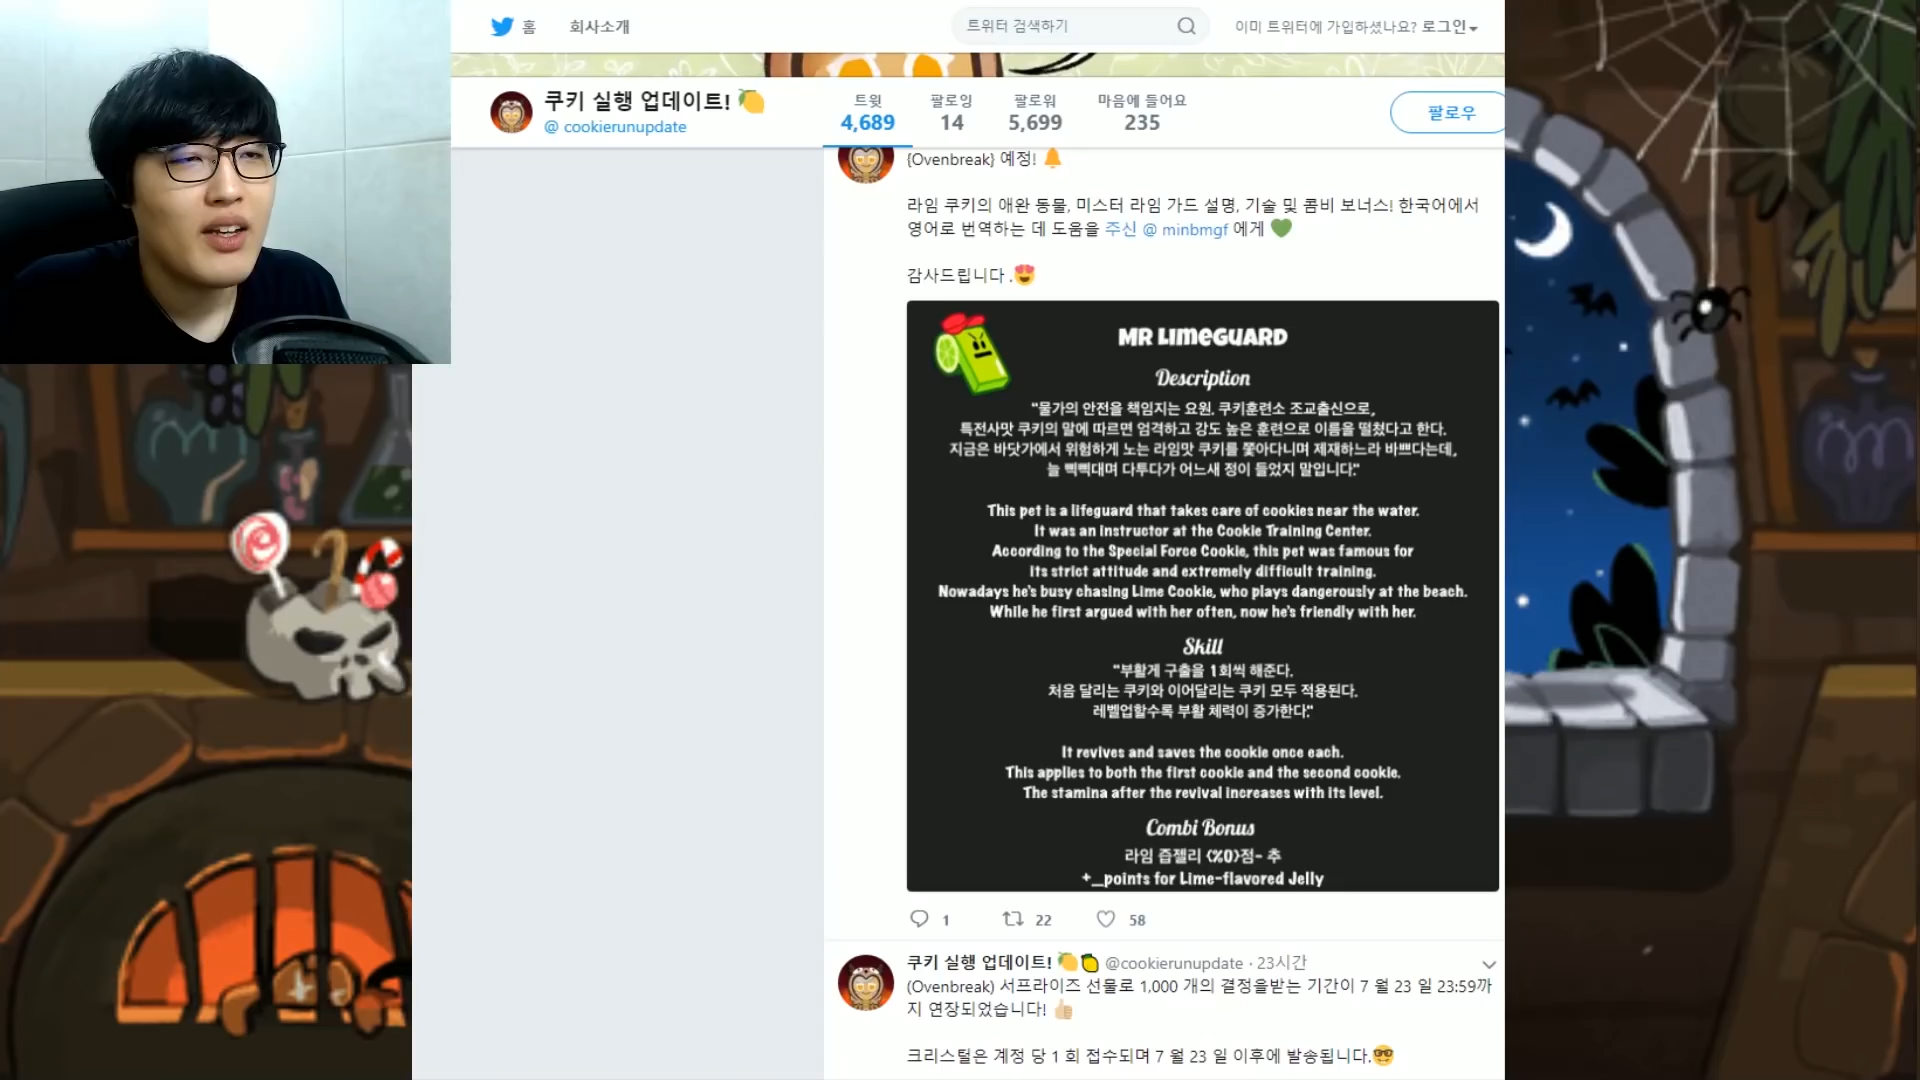 홈
회사소개
트위터 검색하기
이미 트위터에 가입하셨나요? 로그인
쿠키 실행 업데이트!
@ cookierunupdate
트윗
4,689
팔로잉
14
팔로워
5,699
마음에 들어요
235
팔로우
{Ovenbreak} 예정!
라임 쿠키의 애완 동물, 미스터 라임 가드 설명, 기술 및 콤비 보너스! 한국어에서
영어로 번역하는 데 도움을 주신 @ minbmgf 에게
감사드립니다 .
MR LIMEGUARD
Description
"물가의 안전을 책임지는 요원. 쿠키훈련소 조교출신으로,
특전사맛 쿠키의 말에 따르면 엄격하고 강도 높은 훈련으로 이름을 떨쳤다고 한다.
지금은 바닷가에서 위험하게 노는 라임맛 쿠키를 쫓아다니며 제재하느라 바쁘다는데,
늘 삑삑대며 다투다가 어느새 정이 들었지 말입니다."
This pet is a lifeguard that takes care of cookies near the water.
It was an instructor at the Cookie Training Center.
According to the Special Force Cookie, this pet was famous for
its strict attitude and extremely difficult training.
Nowadays he's busy chasing Lime Cookie, who plays dangerously at the beach.
While he first argued with her often, now he's friendly with her.
Skill
"부활게 구출을 1회씩 해준다.
처음 달리는 쿠키와 이어달리는 쿠키 모두 적용된다.
레벨업할수록 부활 체력이 증가한다."
It revives and saves the cookie once each.
This applies to both the first cookie and the second cookie.
The stamina after the revival increases with its level.
Combi Bonus
라임 즙젤리 {%0}점- 추
+__points for Lime-flavored Jelly
1
22
58
쿠키 실행 업데이트! @cookierunupdate · 23시간
(Ovenbreak) 서프라이즈 선물로 1,000 개의 결정을받는 기간이 7 월 23 일 23:59까
지 연장되었습니다!
크리스털은 계정 당 1 회 접수되며 7 월 23 일 이후에 발송됩니다.